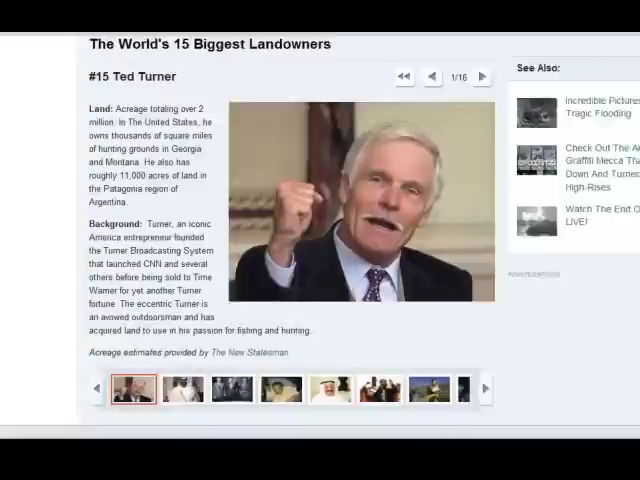 The World's 15 Biggest Landowners
#15 Ted Turner
1/16
Land: Acreage totaling over 2
million. In The United States, he
owns thousands of square miles
of hunting grounds in Georgia
and Montana. He also has
roughly 11,000 acres of land in
the Patagonia region of
Argentina.
Background: Turner, an iconic
America entrepreneur founded
the Turner Broadcasting System
that launched CNN and several
others before being sold to Time
Warner for yet another Turner
fortune. The eccentric Turner is
an avowed outdoorsman and has
acquired land to use in his passion for fishing and hunting.
Acreage estimates provided by The New Statesman
See Also:
Incredible Pictures
Tragic Flooding
Check Out The
Graffiti Mecca
Down And
High-Rises
Watch The End
LIVE!
Advertisement